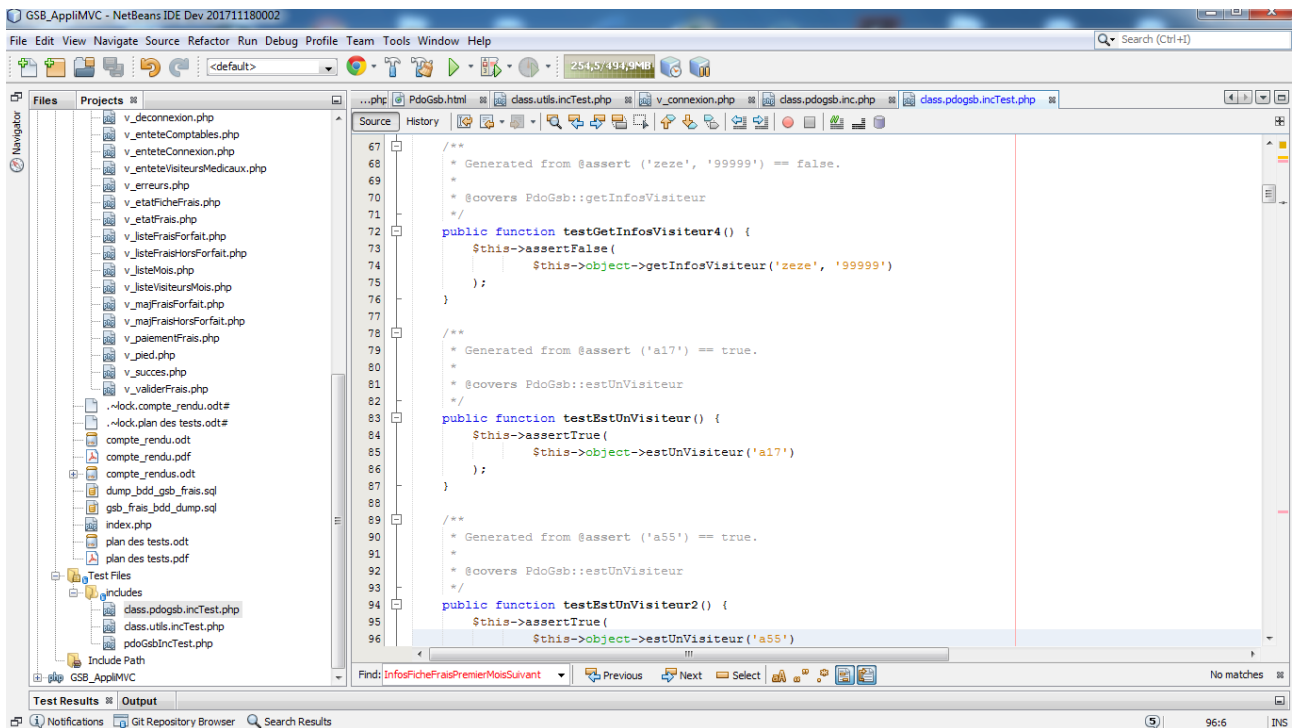 GSB_AppliMVC - NetBeans IDE Dev 201711180002
File Edit View Navigate Source Refactor Run Debug Profile Team Tools Window Help
Search (Ctrl+I)
<default>
254,5/494,9MB
Files Projects
...php PdoGsb.html class.utils.incTest.php v_connexion.php class.pdogsb.inc.php class.pdogsb.incTest.php
Navigator
Source History
v_deconnexion.php
v_enteteComptables.php
v_enteteConnexion.php
v_enteteVisiteursMedicaux.php
v_erreurs.php
v_etatFicheFrais.php
v_etatFrais.php
v_listeFraisForfait.php
v_listeFraisHorsForfait.php
v_listeMois.php
v_listeVisiteursMois.php
v_majFraisForfait.php
v_majFraisHorsForfait.php
v_paiementFrais.php
v_pied.php
v_succes.php
v_validerFrais.php
.~lock.compte_rendu.odt#
.~lock.plan des tests.odt#
compte_rendu.odt
compte_rendu.pdf
compte_rendus.odt
dump_bdd_gsb_frais.sql
gsb_frais_bdd_dump.sql
index.php
plan des tests.odt
plan des tests.pdf
Test Files
includes
class.pdogsb.incTest.php
class.utils.incTest.php
pdoGsbIncTest.php
Include Path
php GSB_AppliMVC
67 /**
68 * Generated from @assert ('zeze', '99999') == false.
69 *
70 * @covers PdoGsb::getInfosVisiteur
71 */
72 public function testGetInfosVisiteur4() {
73 $this->assertFalse(
74 $this->object->getInfosVisiteur('zeze', '99999')
75 );
76 }
77
78 /**
79 * Generated from @assert ('a17') == true.
80 *
81 * @covers PdoGsb::estUnVisiteur
82 */
83 public function testEstUnVisiteur() {
84 $this->assertTrue(
85 $this->object->estUnVisiteur('a17')
86 );
87 }
88
89 /**
90 * Generated from @assert ('a55') == true.
91 *
92 * @covers PdoGsb::estUnVisiteur
93 */
94 public function testEstUnVisiteur2() {
95 $this->assertTrue(
96 $this->object->estUnVisiteur('a55')
Find: InfosFicheFraisPremierMoisSuivant Previous Next Select No matches
Test Results Output
Notifications Git Repository Browser Search Results 5 96:6 INS